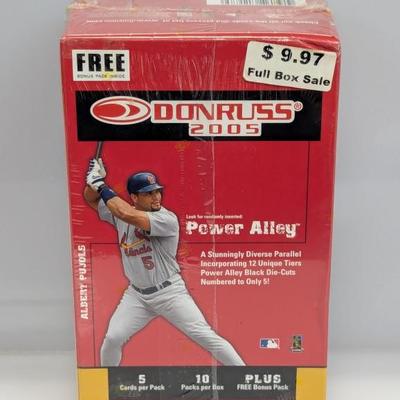 FREE
BONUS PACK INSIDE
$ 9.97
Full Box Sale
DONRUSS®
2005
ALBERT PUJOLS
Look for randomly inserted:
Power Alley™
A Stunningly Diverse Parallel
Incorporating 12 Unique Tiers
Power Alley Black Die-Cuts
Numbered to Only 5!
Cardinals
5
5
Cards per Pack
10
Packs per Box
PLUS
FREE Bonus Pack